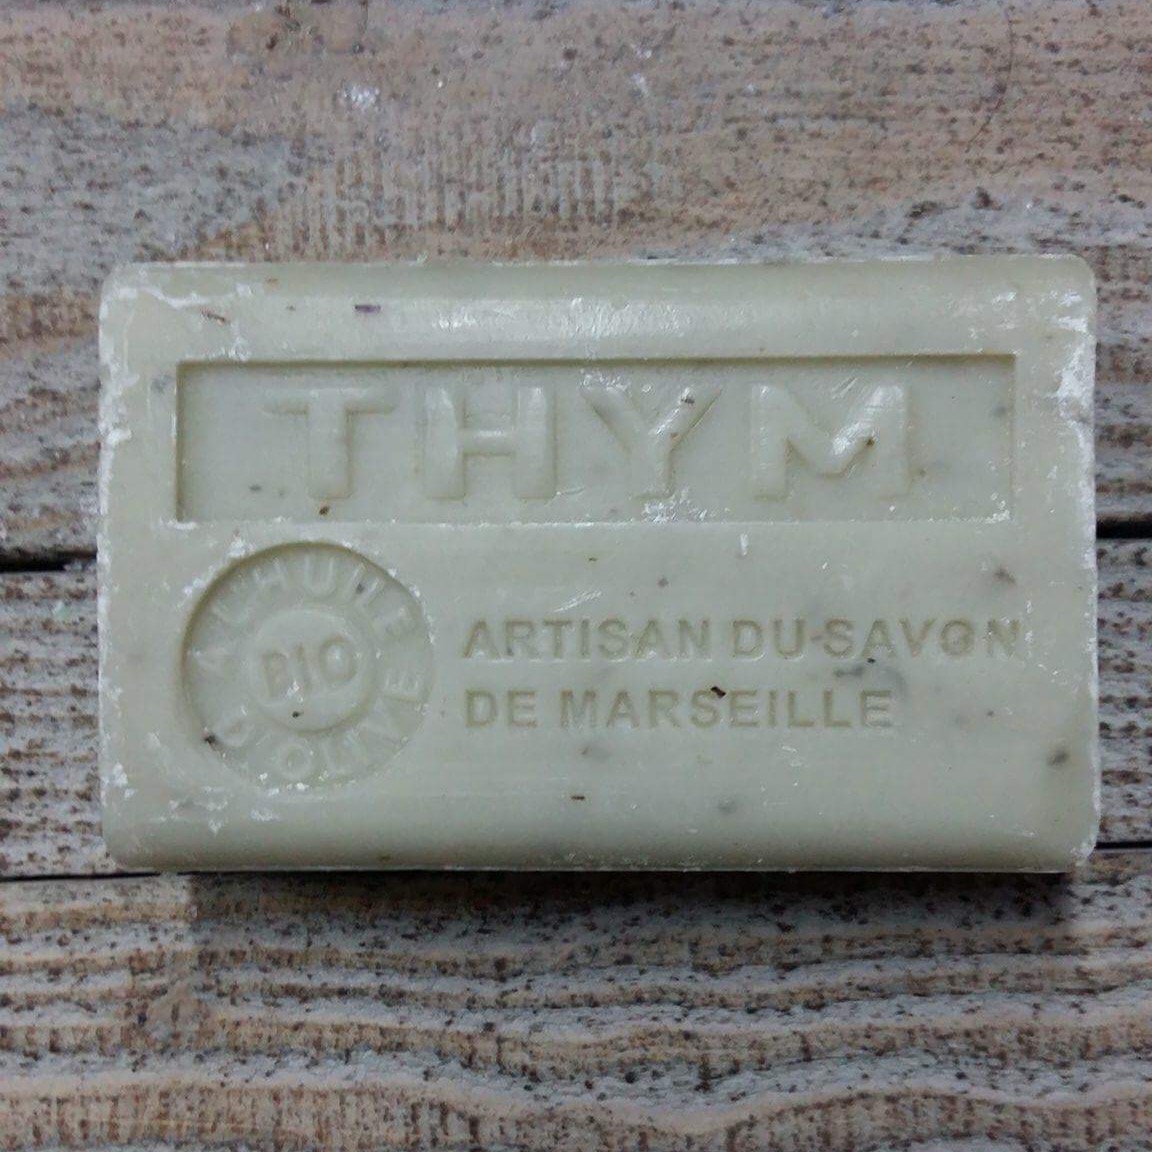 THYM
A L'HUILE
BIO
D'OLIVE
ARTISAN DU SAVON
DE MARSEILLE